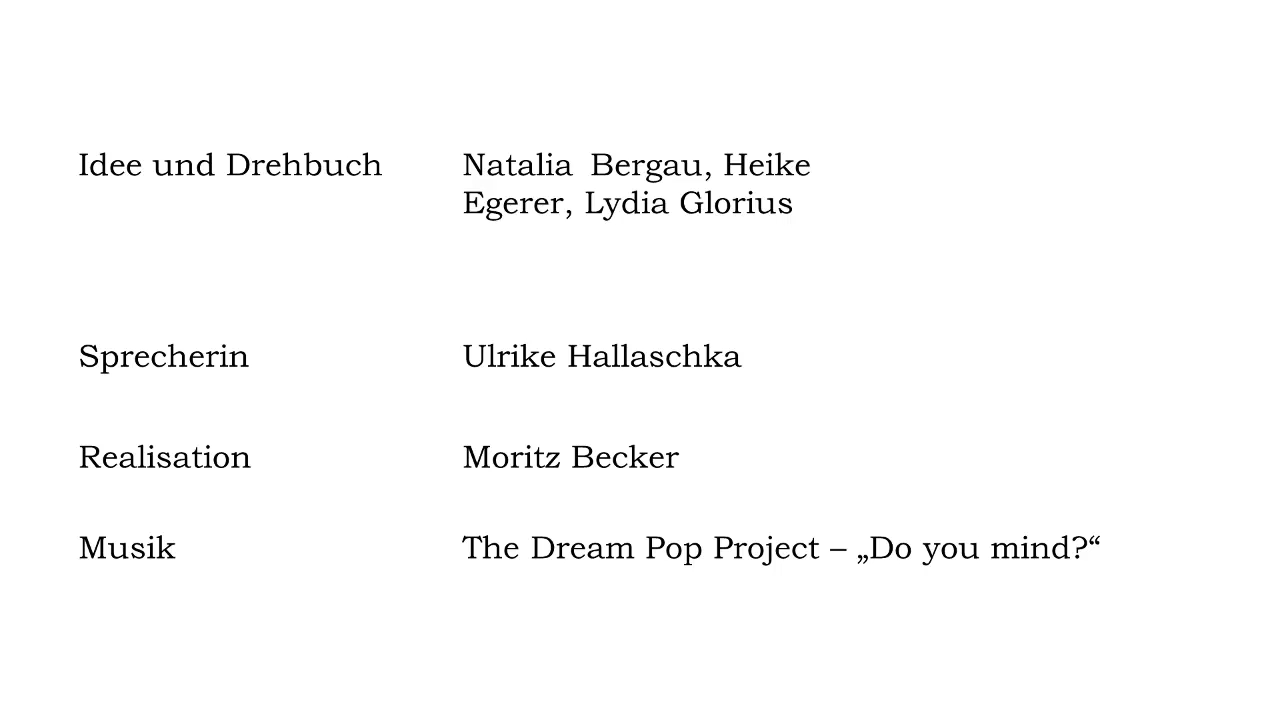 Idee und Drehbuch Natalia Bergau, Heike
Egerer, Lydia Glorius
Sprecherin Ulrike Hallaschka
Realisation Moritz Becker
Musik The Dream Pop Project – „Do you mind?“